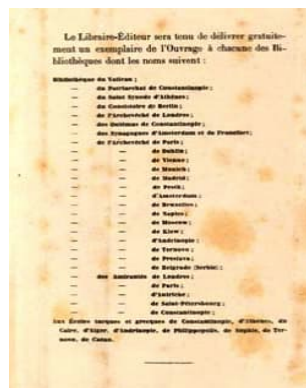 Le Libraire-Éditeur sera tenu de délivrer gratuite-
ment un exemplaire de l'Ouvrage à chacune des Bi-
bliothèques dont les noms suivent :
Bibliothèque du Vatican ;
— du Patriarchat de Constantinople ;
— du Saint Synode d'Athènes ;
— du Consistoire de Berlin ;
— de l'Archevêché de Londres ;
— des Oulémas de Constantinople ;
— des Synagogues d'Amsterdam et de Francfort ;
— de l'Archevêché de Paris ;
— — de Dublin ;
— — de Vienne ;
— — de Munich ;
— — de Madrid ;
— — de Pesth ;
— — d'Amsterdam ;
— — de Bruxelles ;
— — de Naples ;
— — de Moscou ;
— — de Kiew ;
— — d'Andrinople ;
— — de Ternova ;
— — de Preslava ;
— — de Belgrade (Serbie) ;
— des Amirautés de Londres ;
— — de Paris ;
— — d'Autriche ;
— — de Saint-Pétersbourg ;
— — de Constantinople ;
Aux Écoles turques et grecques de Constantinople, d'Athènes, du
Caire, d'Alger, d'Andrinople, de Philippopolis, de Sophia, de Ter-
nova, de